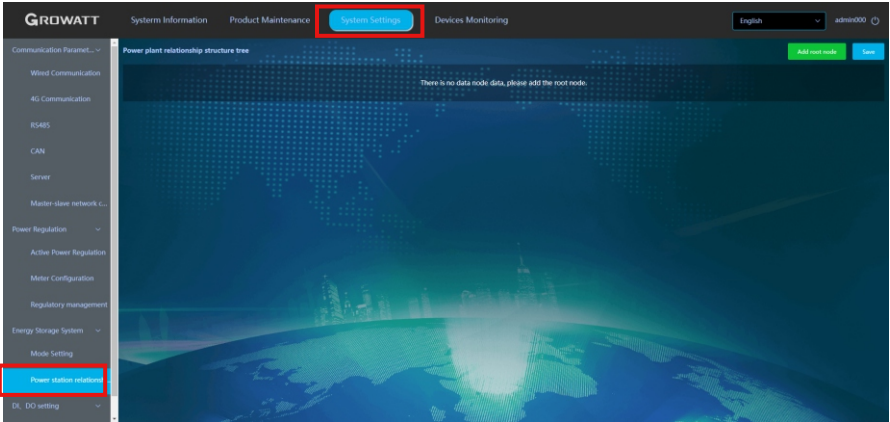 GROWATT
Systerm Information
Product Maintenance
System Settings
Devices Monitoring
English
admin000
Communication Paramet...
Wired Communication
4G Communication
RS485
CAN
Server
Master-slave network c...
Power Regulation
Active Power Regulation
Meter Configuration
Regulatory management
Energy Storage System
Mode Setting
Power station relationsh...
DI、DO setting
Power plant relationship structure tree
Add root node
Save
There is no data node data, please add the root node.